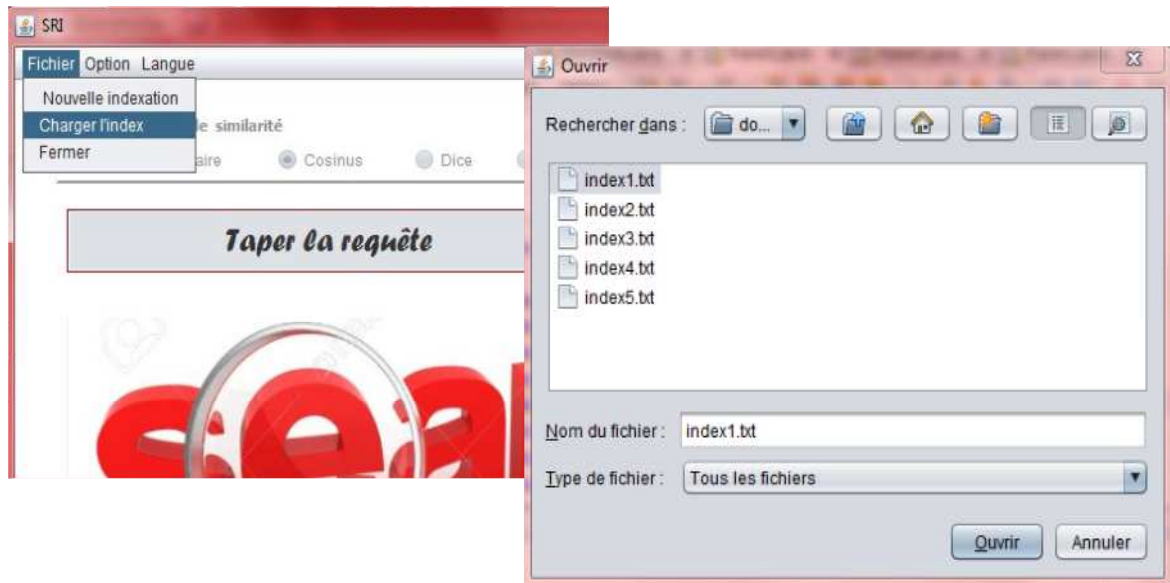 SRI
Fichier Option Langue
Nouvelle indexation
Charger l'index
Fermer
de similarité
aire Cosinus Dice
Taper la requête
sear
Ouvrir
Rechercher dans : do...
index1.txt
index2.txt
index3.txt
index4.txt
index5.txt
Nom du fichier : index1.txt
Type de fichier : Tous les fichiers
Ouvrir Annuler